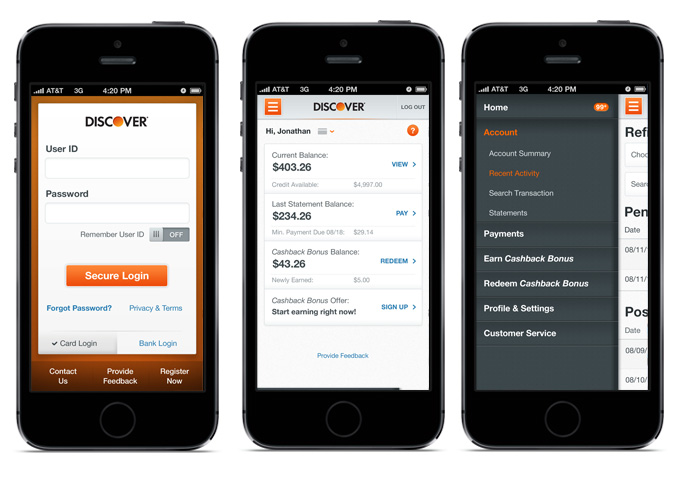 AT&T 3G 4:20 PM
DISCOVER
User ID
Password
Remember User ID OFF
Secure Login
Forgot Password? Privacy & Terms
✓ Card Login Bank Login
Contact Us
Provide Feedback
Register Now
AT&T 3G 4:20 PM
DISCOVER LOG OUT
Hi, Jonathan ?
Current Balance:
$403.26 VIEW >
Credit Available: $4,997.00
Last Statement Balance:
$234.26 PAY >
Min. Payment Due 08/16: $29.14
Cashback Bonus Balance:
$43.26 REDEEM >
Newly Earned: $5.00
Cashback Bonus Offer:
Start earning right now! SIGN UP >
Provide Feedback
AT&T 3G 4:20 PM
Home 99+
Account
Account Summary
Recent Activity
Search Transaction
Statements
Payments
Earn Cashback Bonus
Redeem Cashback Bonus
Profile & Settings
Customer Service
Refi
Choo
Sear
Pen
Date
08/11/
08/11/
Pos
Date
08/09/
08/10/